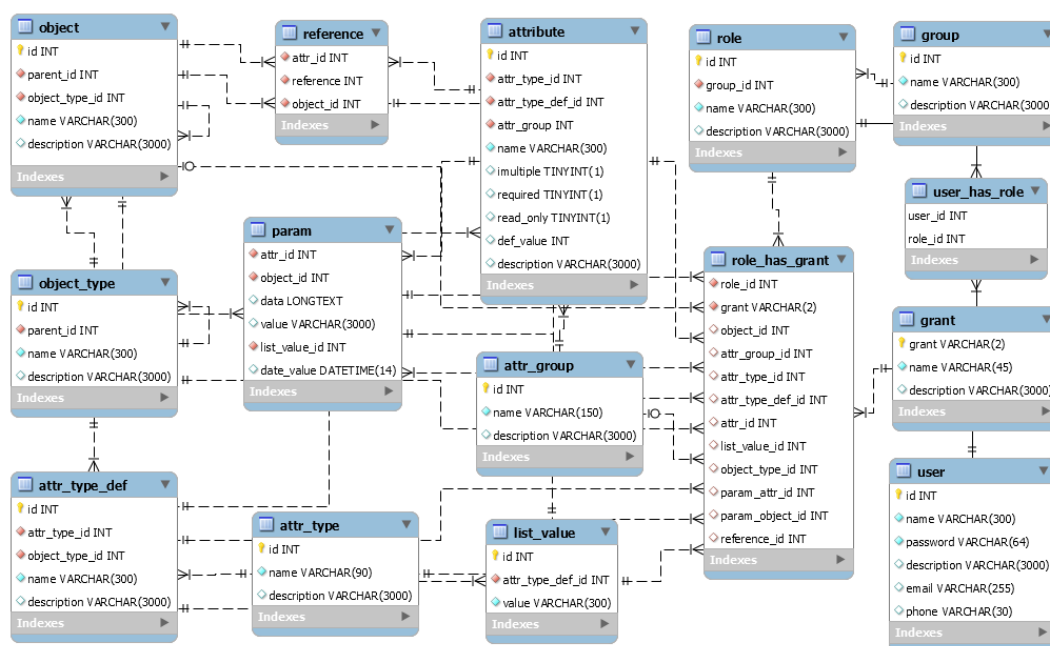 object
id INT
parent_id INT
object_type_id INT
name VARCHAR(300)
description VARCHAR(3000)
Indexes
reference
attr_id INT
reference INT
object_id INT
Indexes
attribute
id INT
attr_type_id INT
attr_type_def_id INT
attr_group INT
name VARCHAR(300)
imultiple TINYINT(1)
required TINYINT(1)
read_only TINYINT(1)
def_value INT
description VARCHAR(3000)
Indexes
role
id INT
group_id INT
name VARCHAR(300)
description VARCHAR(3000)
Indexes
group
id INT
name VARCHAR(300)
description VARCHAR(3000
Indexes
user_has_role
user_id INT
role_id INT
Indexes
param
attr_id INT
object_id INT
data LONGTEXT
value VARCHAR(3000)
list_value_id INT
date_value DATETIME(14)
Indexes
object_type
id INT
parent_id INT
name VARCHAR(300)
description VARCHAR(3000)
Indexes
role_has_grant
role_id INT
grant VARCHAR(2)
object_id INT
attr_group_id INT
attr_type_id INT
attr_type_def_id INT
attr_id INT
list_value_id INT
object_type_id INT
param_attr_id INT
param_object_id INT
reference_id INT
Indexes
grant
grant VARCHAR(2)
name VARCHAR(45)
description VARCHAR(3000)
Indexes
attr_group
id INT
name VARCHAR(150)
description VARCHAR(3000)
Indexes
attr_type_def
id INT
attr_type_id INT
object_type_id INT
name VARCHAR(300)
description VARCHAR(3000)
Indexes
attr_type
id INT
name VARCHAR(90)
description VARCHAR(3000)
Indexes
list_value
id INT
attr_type_def_id INT
value VARCHAR(300)
Indexes
user
id INT
name VARCHAR(300)
password VARCHAR(64)
description VARCHAR(3000)
email VARCHAR(255)
phone VARCHAR(30)
Indexes